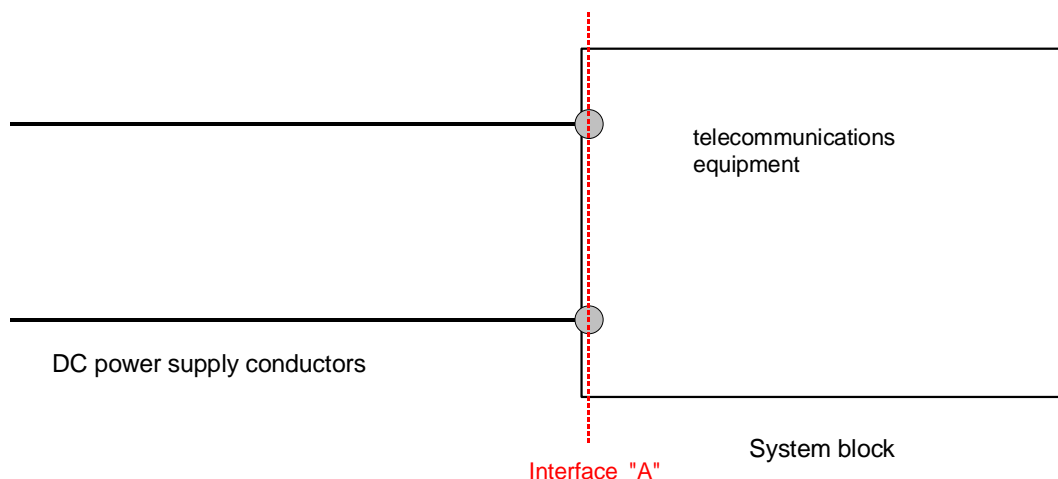 telecommunications
equipment
DC power supply conductors
System block
Interface "A"